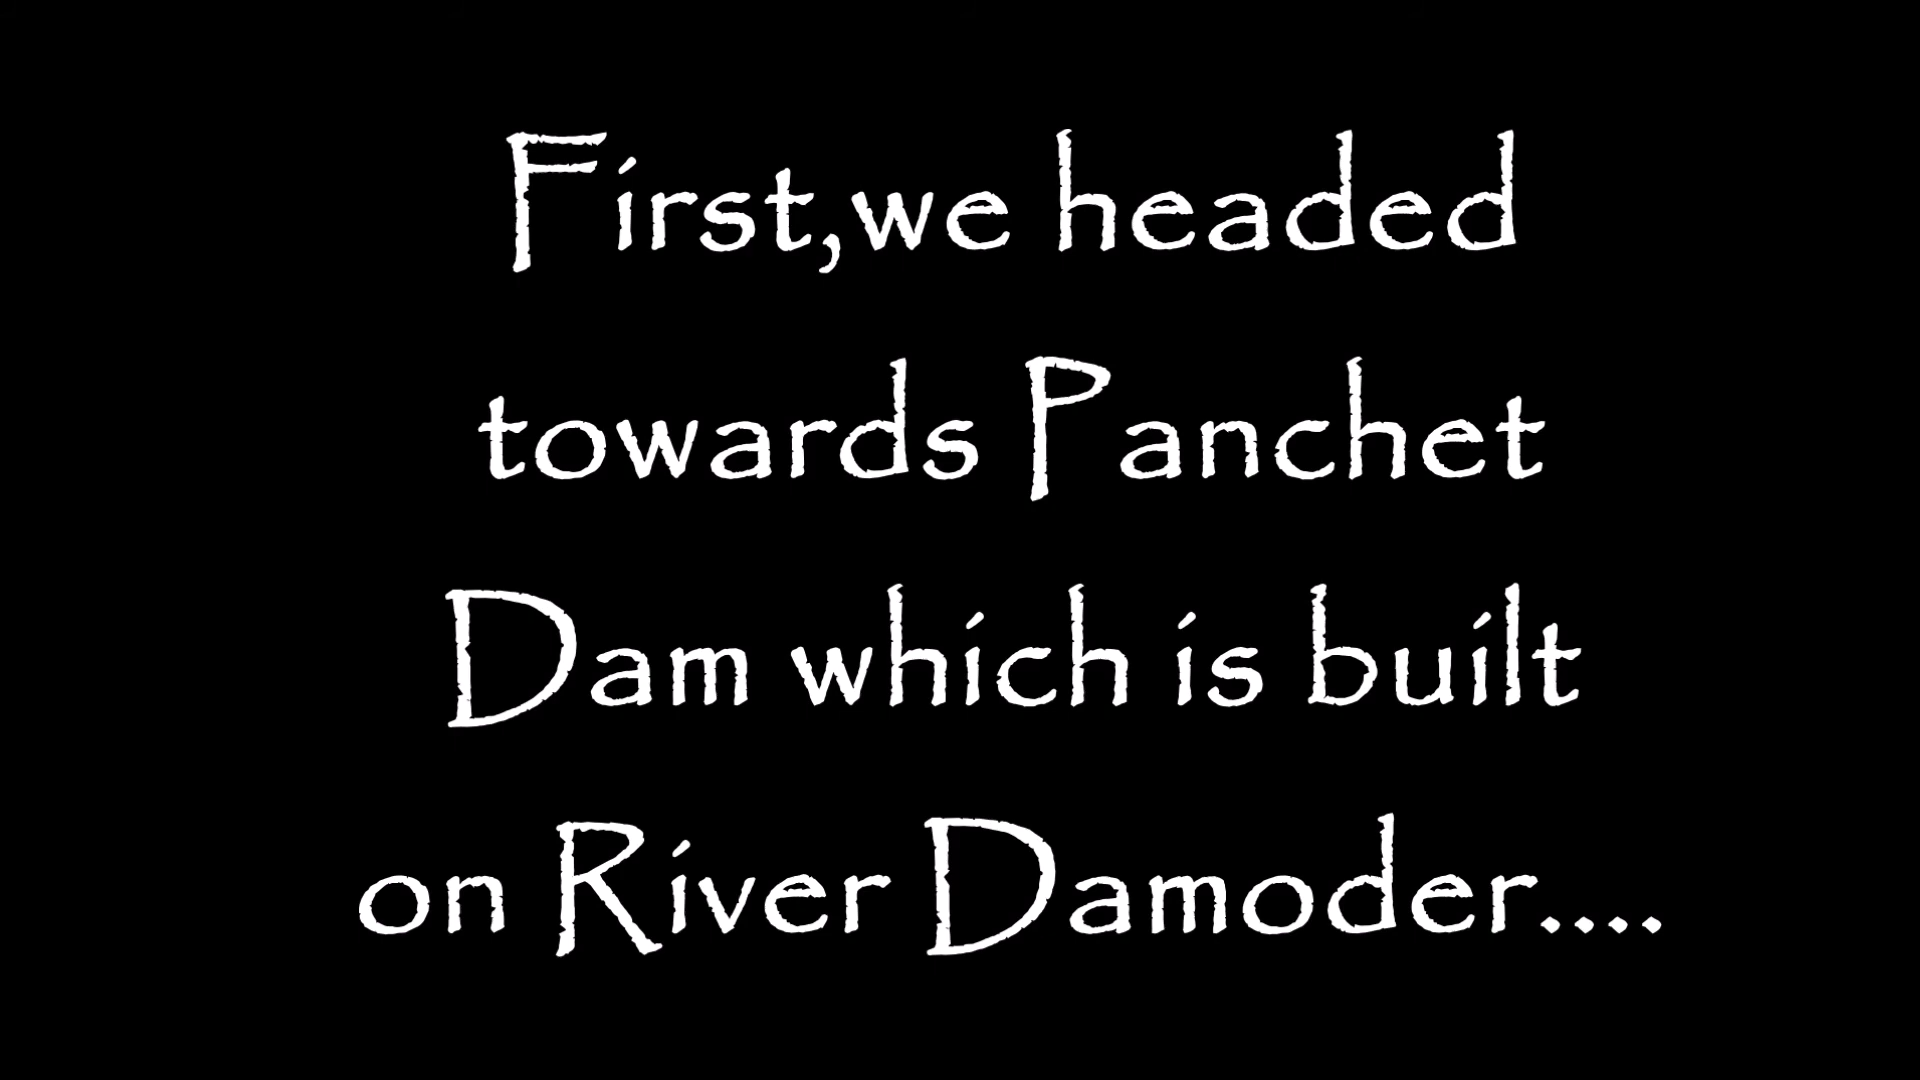 First,we headed
towards Panchet
Dam which is built
on River Damoder....